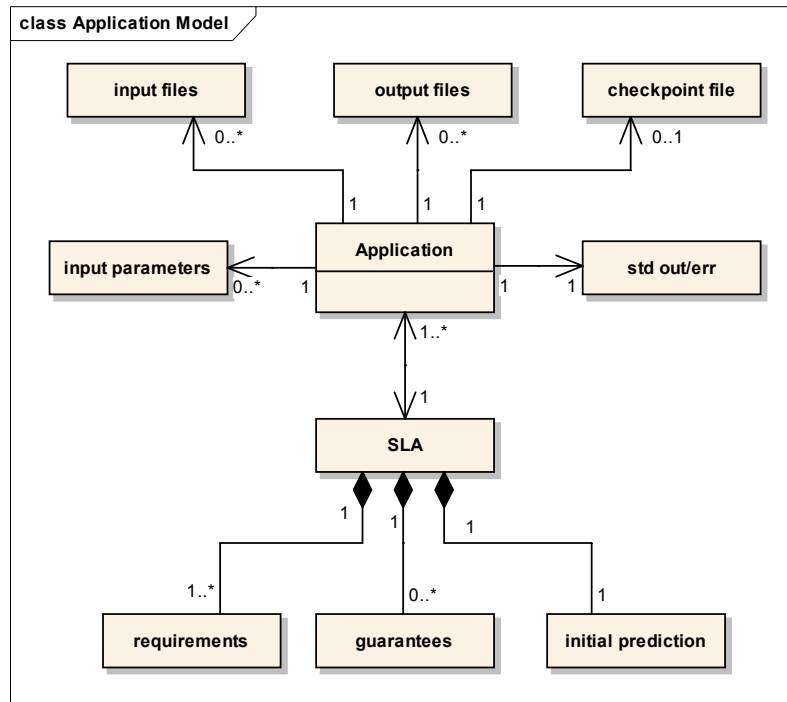 class Application Model
input files
output files
checkpoint file
0..*
0..*
0..1
1
1
1
input parameters
Application
std out/err
0..*
1
1
1
1..*
1
SLA
1
1
1
1..*
0..*
1
requirements
guarantees
initial prediction